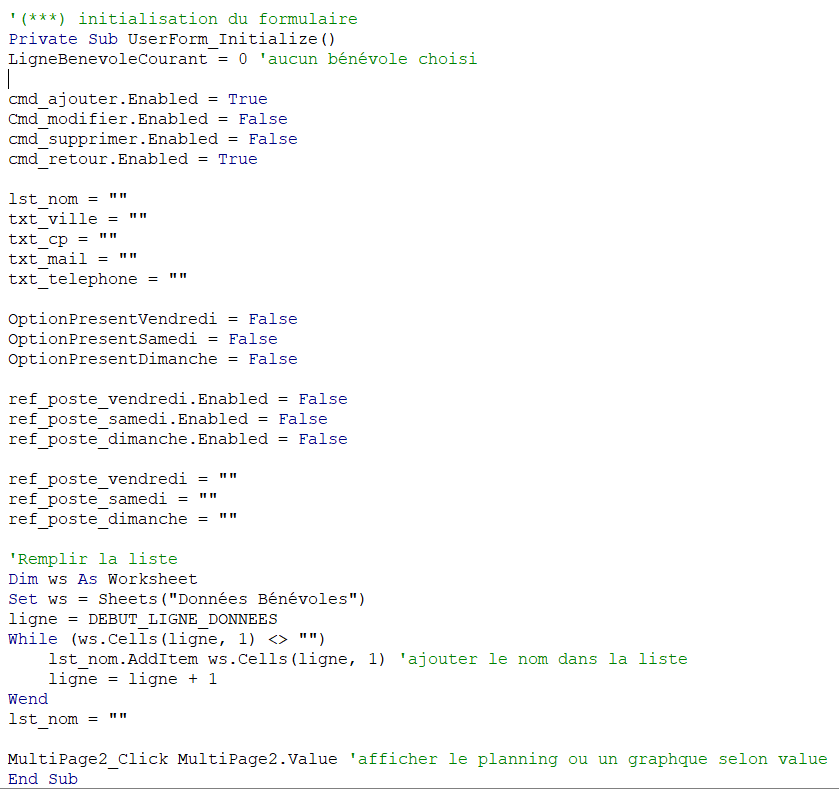 '(***) initialisation du formulaire
Private Sub UserForm_Initialize()
LigneBenevoleCourant = 0 'aucun bénévole choisi
cmd_ajouter.Enabled = True
Cmd_modifier.Enabled = False
cmd_supprimer.Enabled = False
cmd_retour.Enabled = True
lst_nom = ""
txt_ville = ""
txt_cp = ""
txt_mail = ""
txt_telephone = ""
OptionPresentVendredi = False
OptionPresentSamedi = False
OptionPresentDimanche = False
ref_poste_vendredi.Enabled = False
ref_poste_samedi.Enabled = False
ref_poste_dimanche.Enabled = False
ref_poste_vendredi = ""
ref_poste_samedi = ""
ref_poste_dimanche = ""
'Remplir la liste
Dim ws As Worksheet
Set ws = Sheets("Données Bénévoles")
ligne = DEBUT_LIGNE_DONNEES
While (ws.Cells(ligne, 1) <> "")
    lst_nom.AddItem ws.Cells(ligne, 1) 'ajouter le nom dans la liste
    ligne = ligne + 1
Wend
lst_nom = ""
MultiPage2_Click MultiPage2.Value 'afficher le planning ou un graphque selon value
End Sub